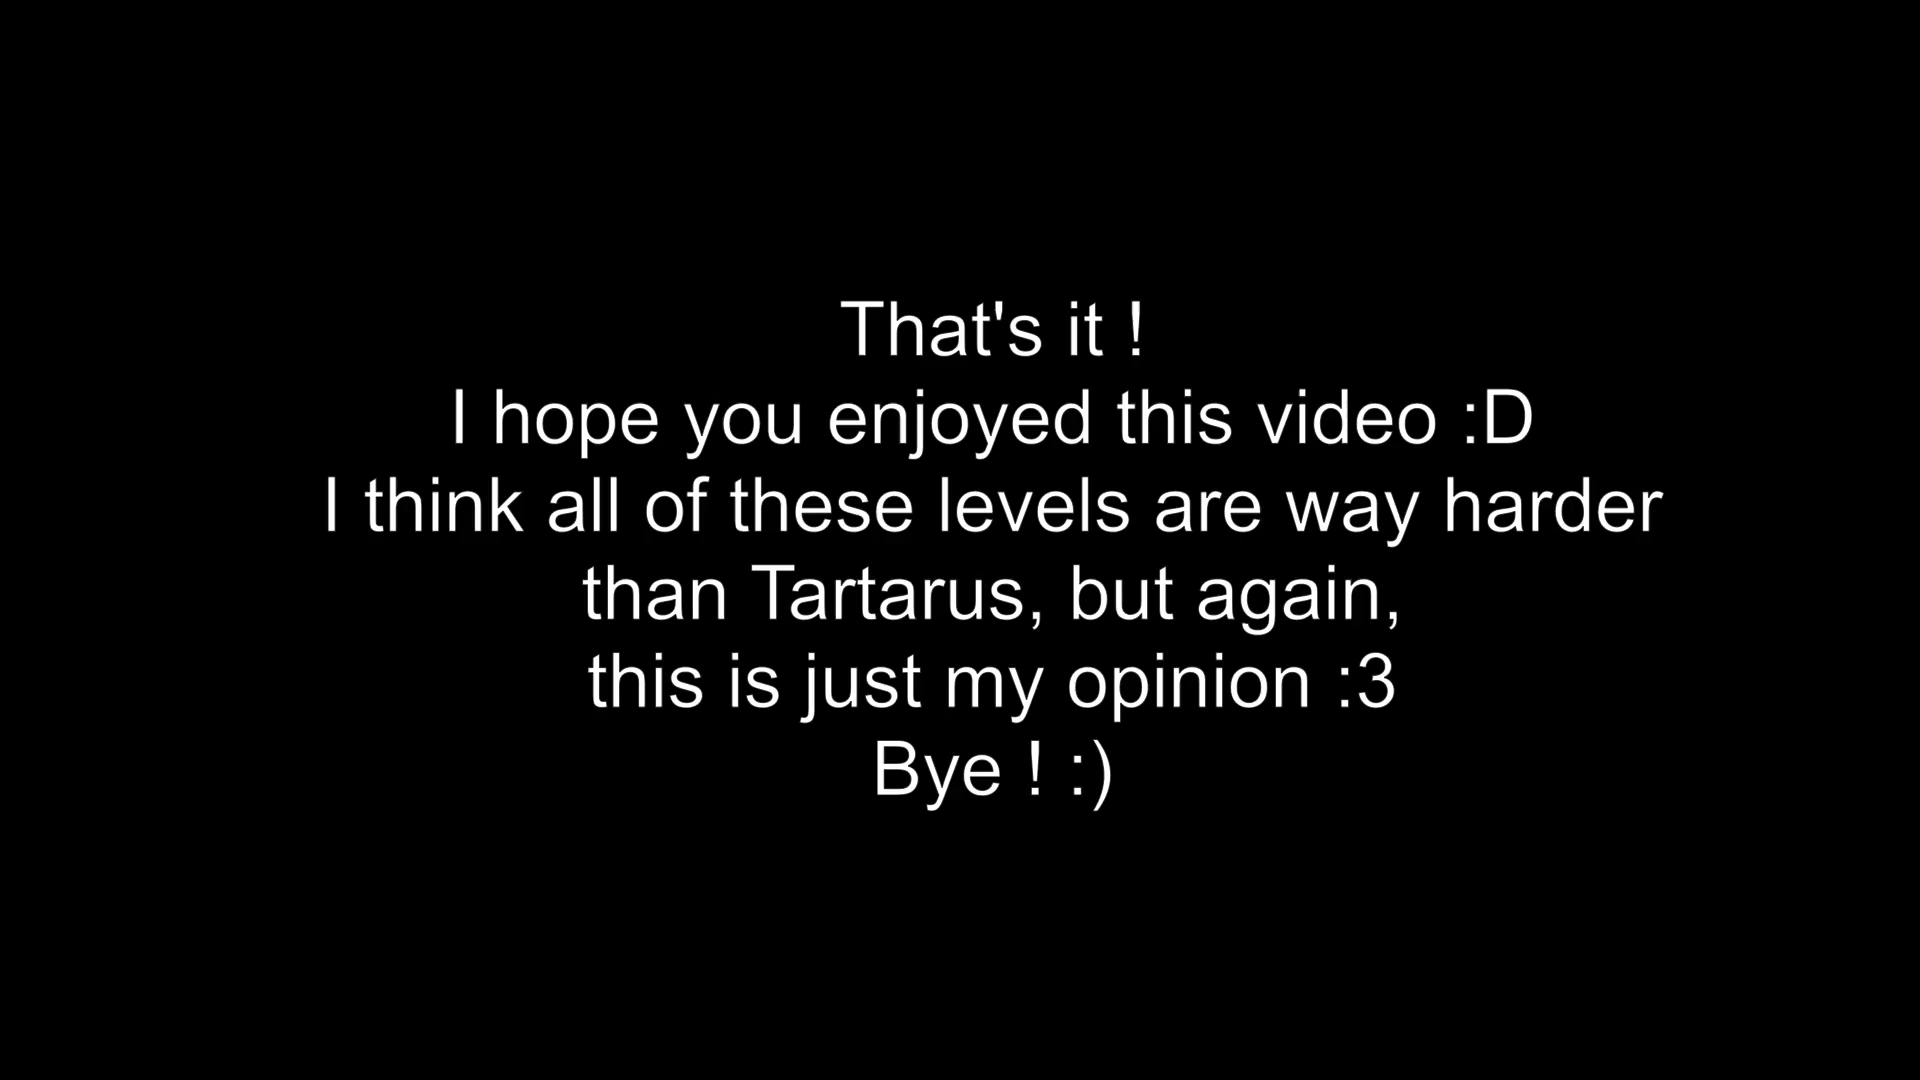 That's it !
I hope you enjoyed this video :D
I think all of these levels are way harder
than Tartarus, but again,
this is just my opinion :3
Bye ! :)